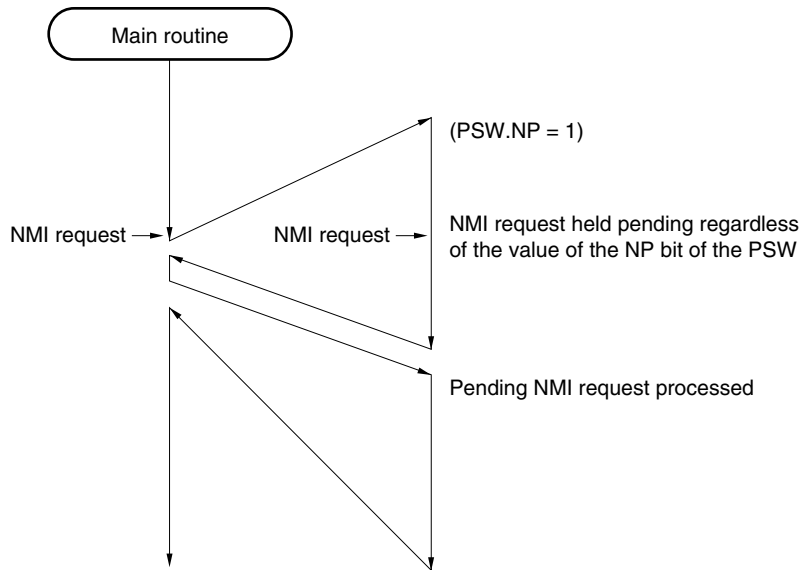 Main routine
(PSW.NP = 1)
NMI request
NMI request
NMI request held pending regardless
of the value of the NP bit of the PSW
Pending NMI request processed